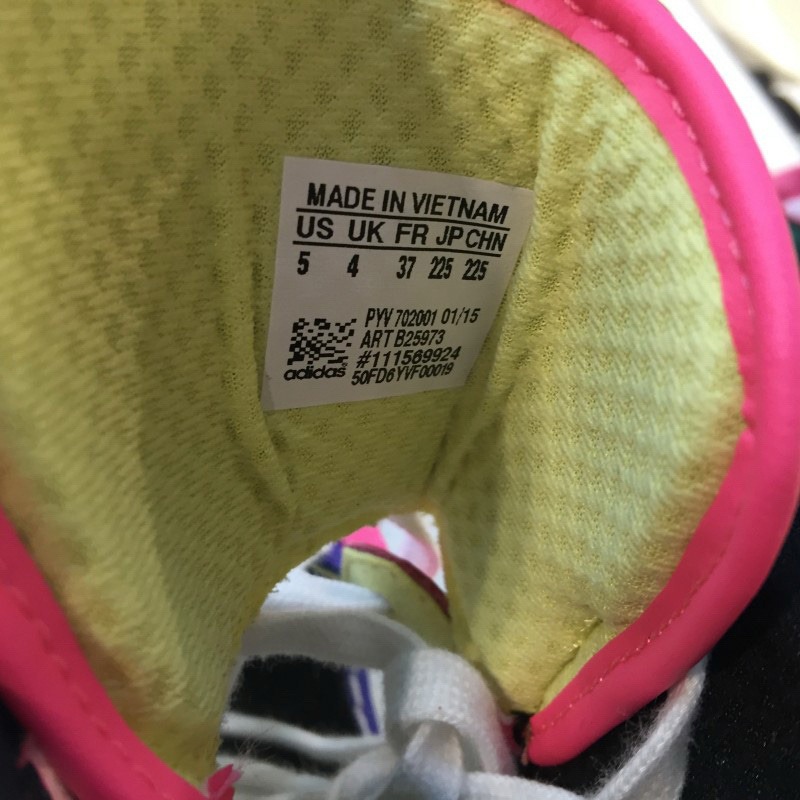 MADE IN VIETNAM
US UK FR JP CHN
5 4 37 225 225
PYV 702001 01/15
ART B25973
#111569924
adidas 50FD6YVF00019